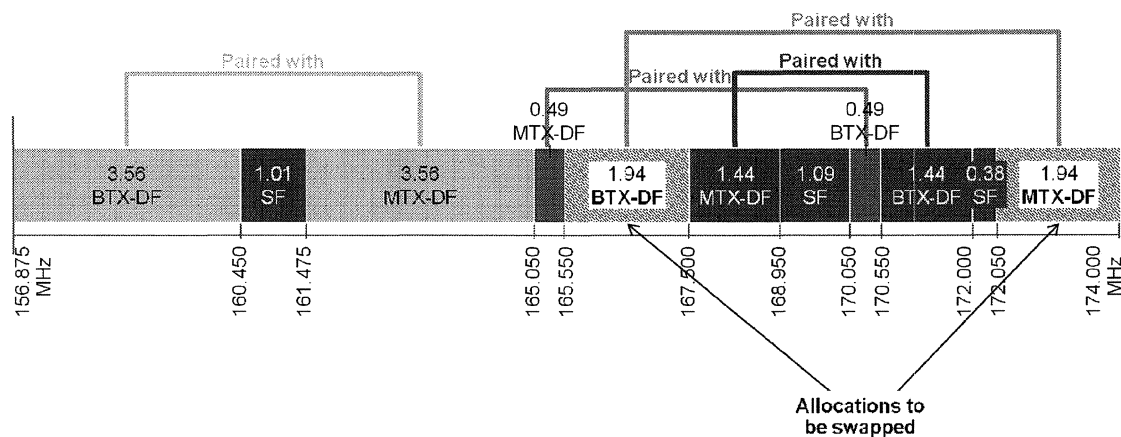 Paired with
Paired with
Paired with
Paired with
0.49
MTX-DF
0.49
BTX-DF
3.56
BTX-DF
1.01
SF
3.56
MTX-DF
1.94
BTX-DF
1.44
MTX-DF
1.09
SF
1.44
BTX-DF
0.38
SF
1.94
MTX-DF
156.875
MHz
160.450
161.475
165.050
165.550
167.500
168.950
170.050
170.550
172.000
172.050
174.000
MHz
Allocations to
be swapped